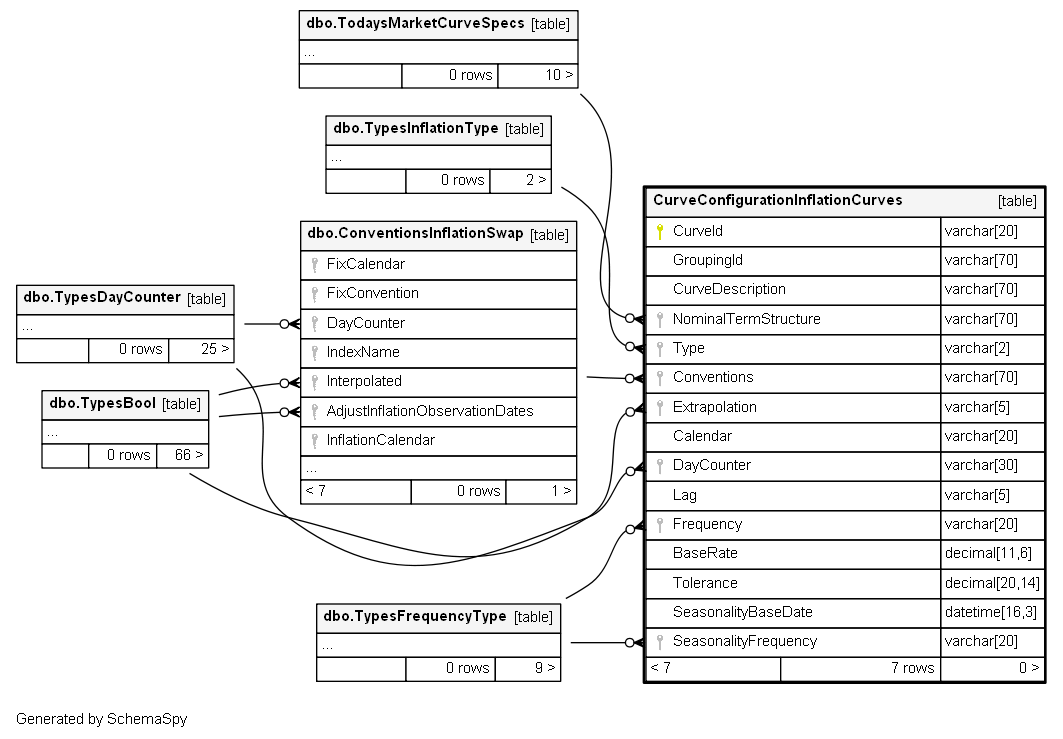 dbo.TodaysMarketCurveSpecs [table]
...
0 rows 10 >
dbo.TypesInflationType [table]
...
0 rows 2 >
dbo.ConventionsInflationSwap [table]
FixCalendar
FixConvention
DayCounter
IndexName
Interpolated
AdjustInflationObservationDates
InflationCalendar
...
< 7 0 rows 1 >
dbo.TypesDayCounter [table]
...
0 rows 25 >
dbo.TypesBool [table]
...
0 rows 66 >
dbo.TypesFrequencyType [table]
...
0 rows 9 >
CurveConfigurationInflationCurves [table]
CurveId varchar[20]
GroupingId varchar[70]
CurveDescription varchar[70]
NominalTermStructure varchar[70]
Type varchar[2]
Conventions varchar[70]
Extrapolation varchar[5]
Calendar varchar[20]
DayCounter varchar[30]
Lag varchar[5]
Frequency varchar[20]
BaseRate decimal[11,6]
Tolerance decimal[20,14]
SeasonalityBaseDate datetime[16,3]
SeasonalityFrequency varchar[20]
< 7 7 rows 0 >
Generated by SchemaSpy